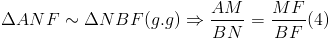 ΔANF ∼ ΔNBF(g.g) ⇒ AM/BN = MF/BF (4)